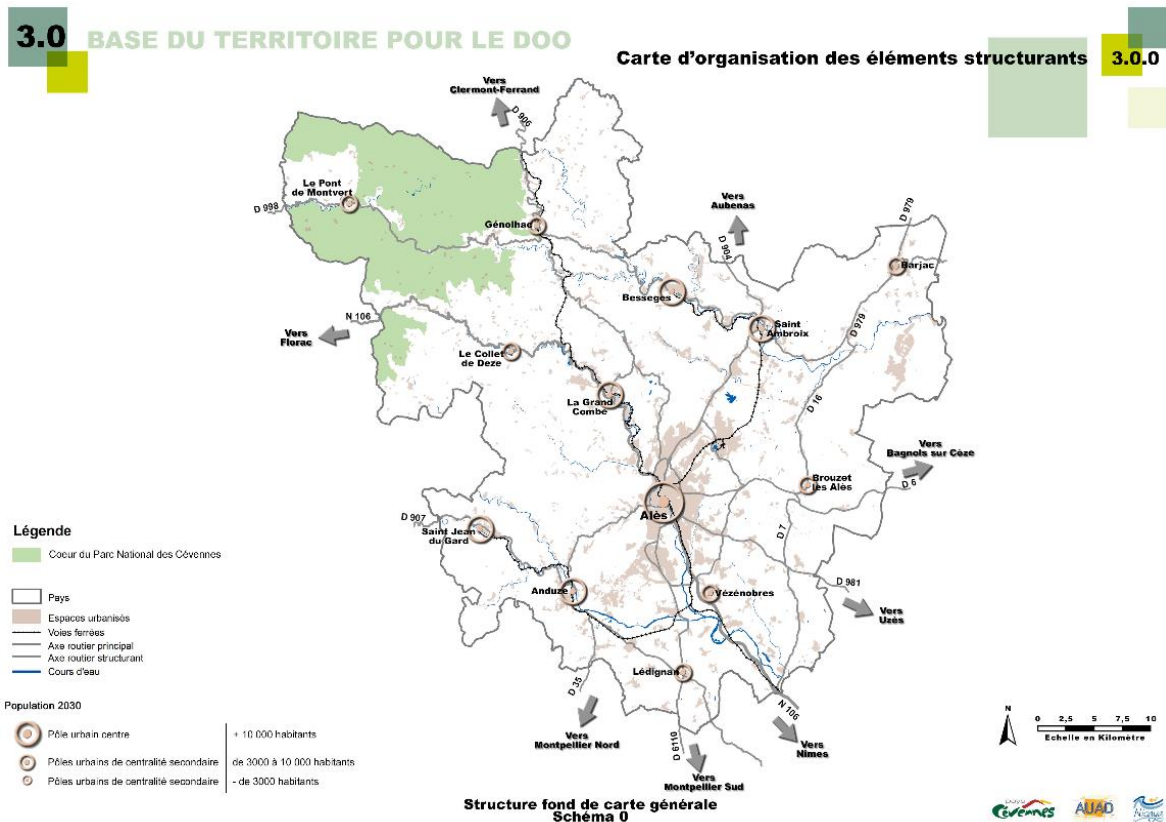 3.0 BASE DU TERRITOIRE POUR LE DOO
Carte d'organisation des éléments structurants 3.0.0
Vers
Clermont-Ferrand
D 906
Le Pont
de Montvert
D 998
Génolhac
Vers
Aubenas
D 904
D 979
Barjac
Besseges
Saint
Ambroix
D 979
N 106
Vers
Florac
Le Collet
de Deze
La Grand
Combe
D 16
Vers
Bagnols sur Cèze
D 6
Brouzet
les Alès
Alès
D 7
D 907
Saint Jean
du Gard
Anduze
Vézénobres
D 981
Vers
Uzès
Lédignan
D 35
Vers
Montpellier Nord
D 6110
Vers
Montpellier Sud
N 106
Vers
Nimes
Légende
Coeur du Parc National des Cévennes
Pays
Espaces urbanisés
Voies ferrées
Axe routier principal
Axe routier structurant
Cours d'eau
Population 2030
Pôle urbain centre + 10 000 habitants
Pôles urbains de centralité secondaire de 3000 à 10 000 habitants
Pôles urbains de centralité secondaire - de 3000 habitants
N
0 2,5 5 7,5 10
Echelle en Kilomètre
Structure fond de carte générale
Schéma 0
pays
Cévennes
AUAD